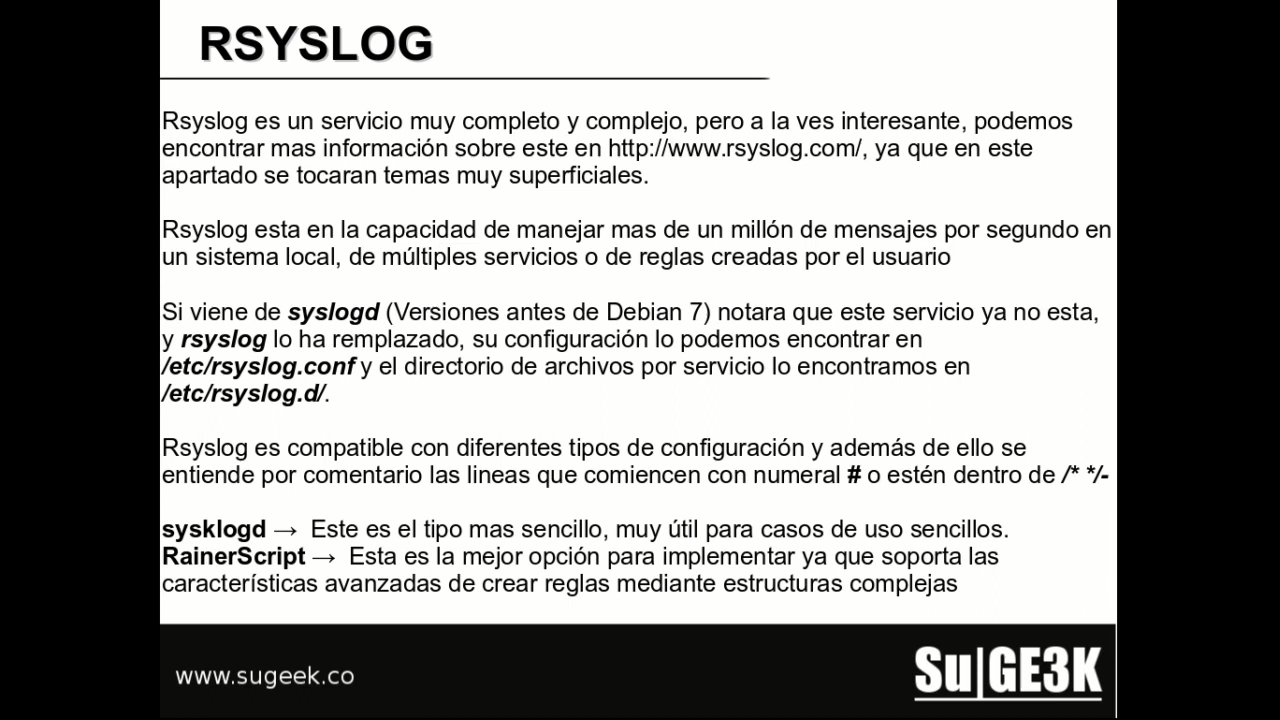 RSYSLOG
Rsyslog es un servicio muy completo y complejo, pero a la ves interesante, podemos
encontrar mas información sobre este en http://www.rsyslog.com/, ya que en este
apartado se tocaran temas muy superficiales.
Rsyslog esta en la capacidad de manejar mas de un millón de mensajes por segundo en
un sistema local, de múltiples servicios o de reglas creadas por el usuario
Si viene de syslogd (Versiones antes de Debian 7) notara que este servicio ya no esta,
y rsyslog lo ha remplazado, su configuración lo podemos encontrar en
/etc/rsyslog.conf y el directorio de archivos por servicio lo encontramos en
/etc/rsyslog.d/.
Rsyslog es compatible con diferentes tipos de configuración y además de ello se
entiende por comentario las lineas que comiencen con numeral # o estén dentro de /* */-
sysklogd → Este es el tipo mas sencillo, muy útil para casos de uso sencillos.
RainerScript → Esta es la mejor opción para implementar ya que soporta las
características avanzadas de crear reglas mediante estructuras complejas
www.sugeek.co
Su|GE3K